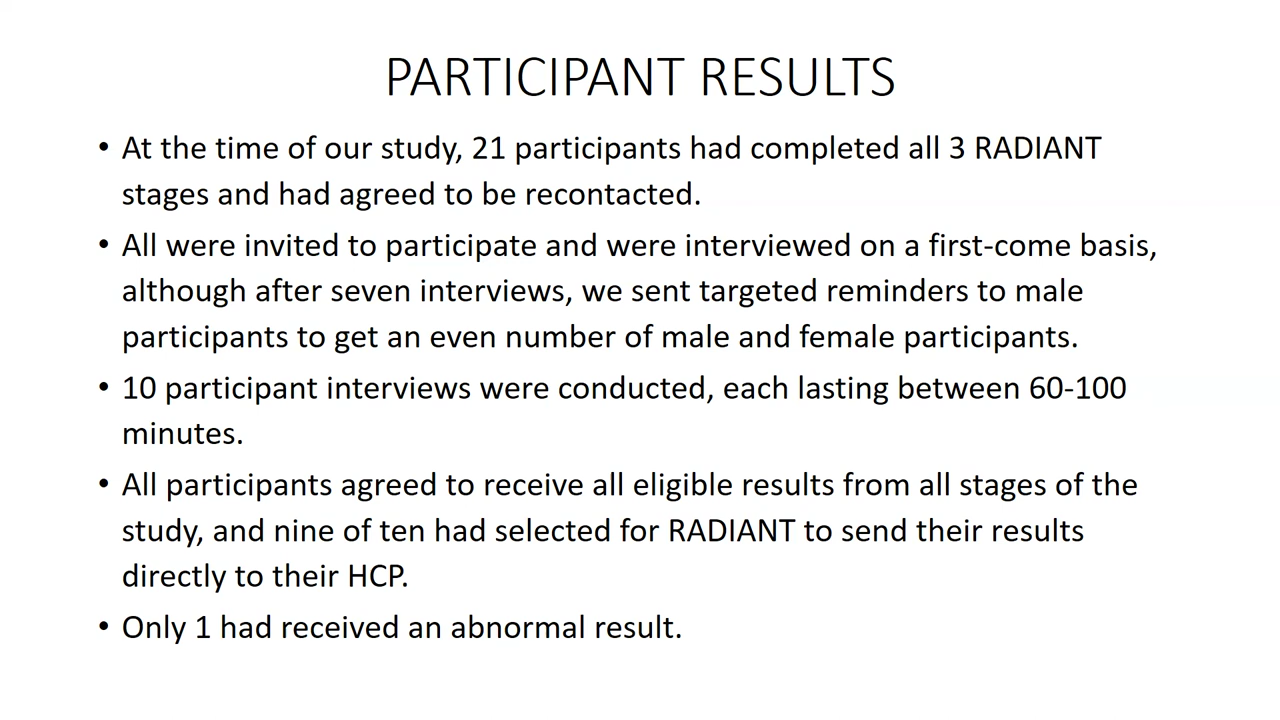 PARTICIPANT RESULTS
• At the time of our study, 21 participants had completed all 3 RADIANT
stages and had agreed to be recontacted.
• All were invited to participate and were interviewed on a first-come basis,
although after seven interviews, we sent targeted reminders to male
participants to get an even number of male and female participants.
• 10 participant interviews were conducted, each lasting between 60-100
minutes.
• All participants agreed to receive all eligible results from all stages of the
study, and nine of ten had selected for RADIANT to send their results
directly to their HCP.
• Only 1 had received an abnormal result.